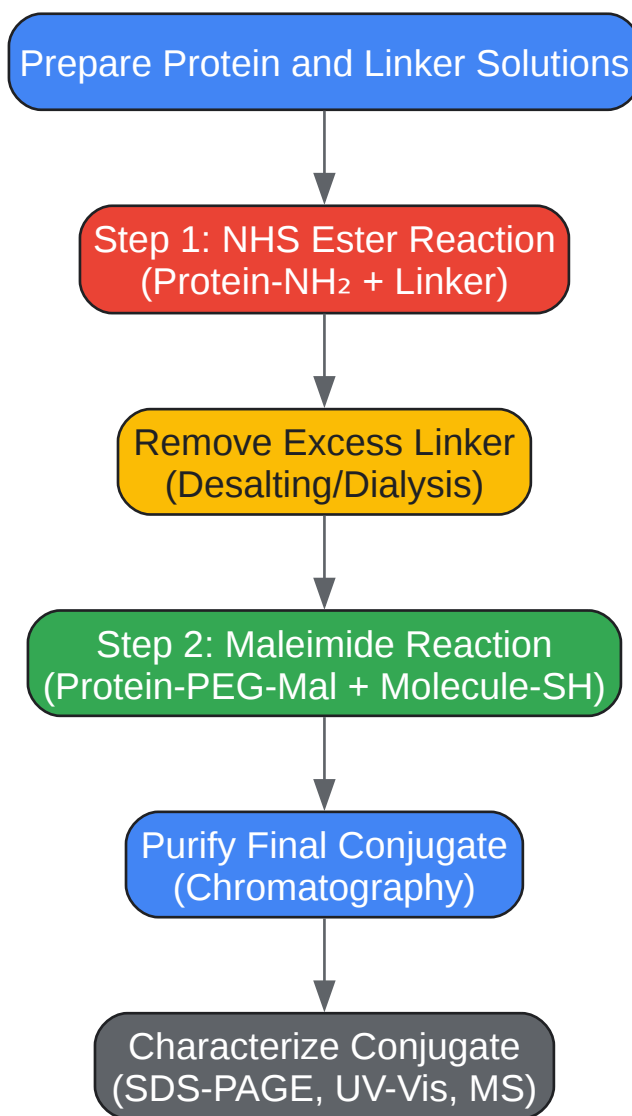 Prepare Protein and Linker Solutions
Step 1: NHS Ester Reaction
(Protein-NH₂ + Linker)
Remove Excess Linker
(Desalting/Dialysis)
Step 2: Maleimide Reaction
(Protein-PEG-Mal + Molecule-SH)
Purify Final Conjugate
(Chromatography)
Characterize Conjugate
(SDS-PAGE, UV-Vis, MS)